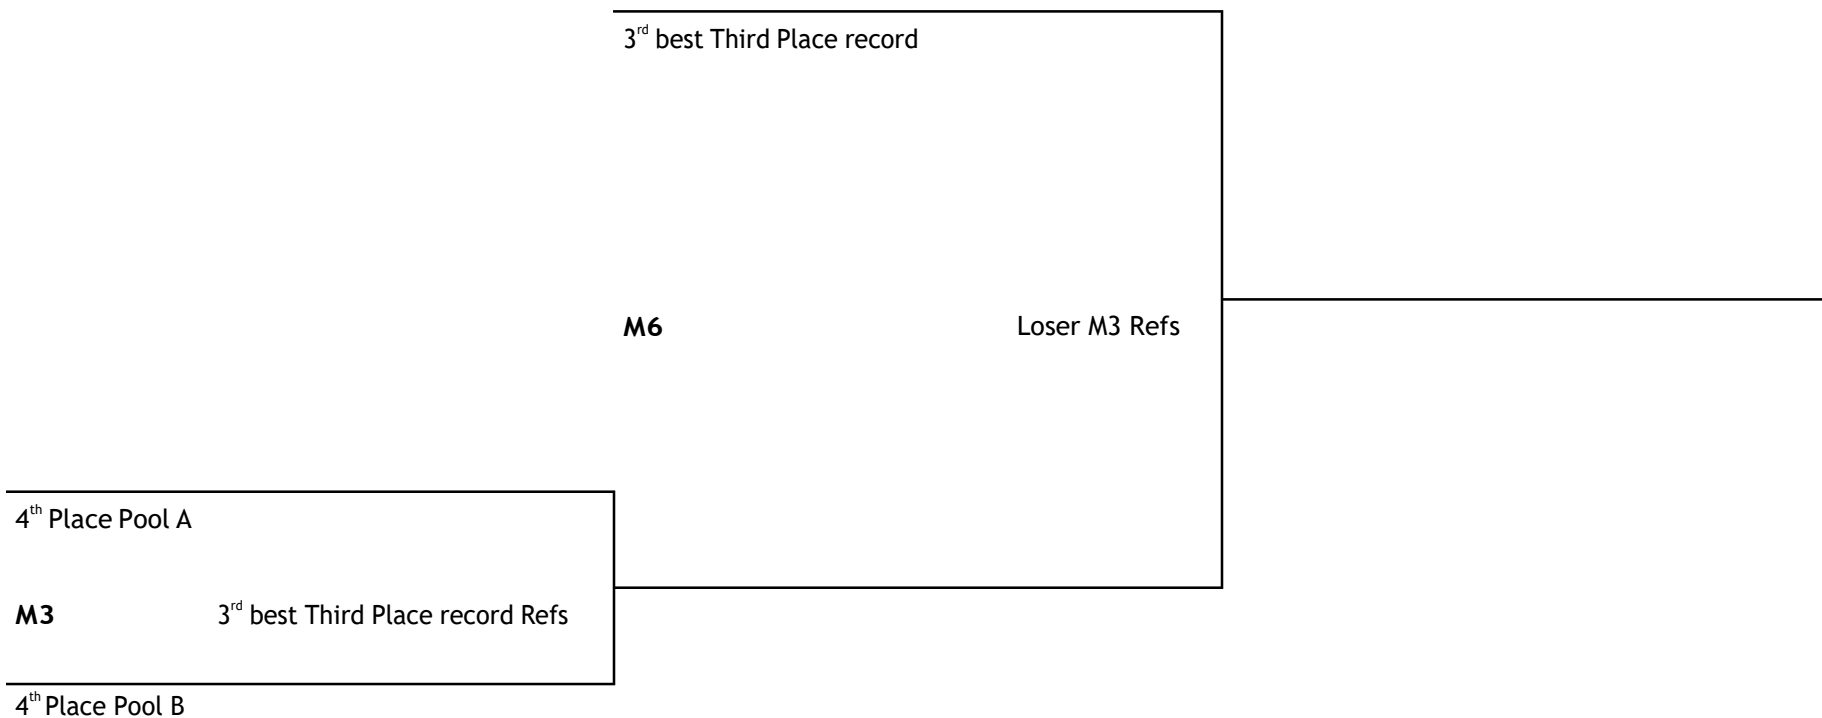 3rd best Third Place record
M6 Loser M3 Refs
4th Place Pool A
M3 3rd best Third Place record Refs
4th Place Pool B